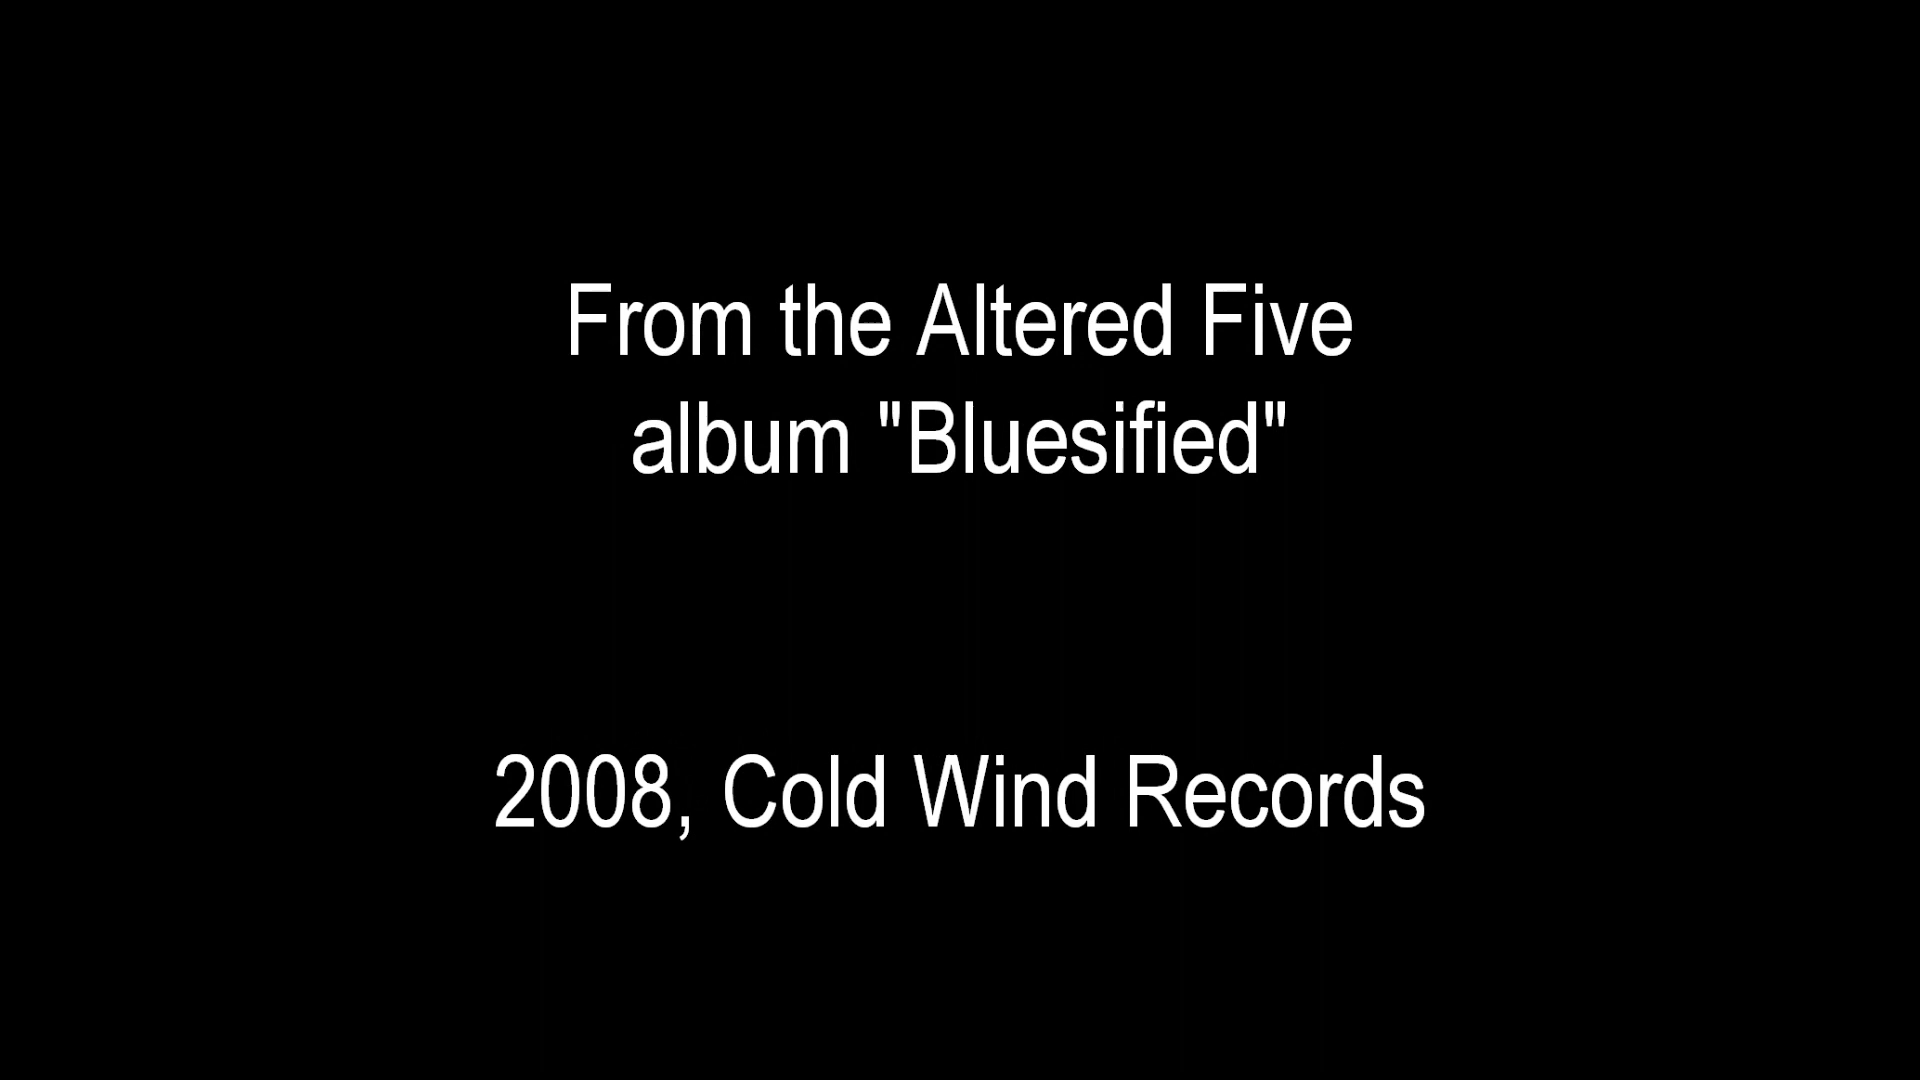 From the Altered Five
album "Bluesified"
2008, Cold Wind Records